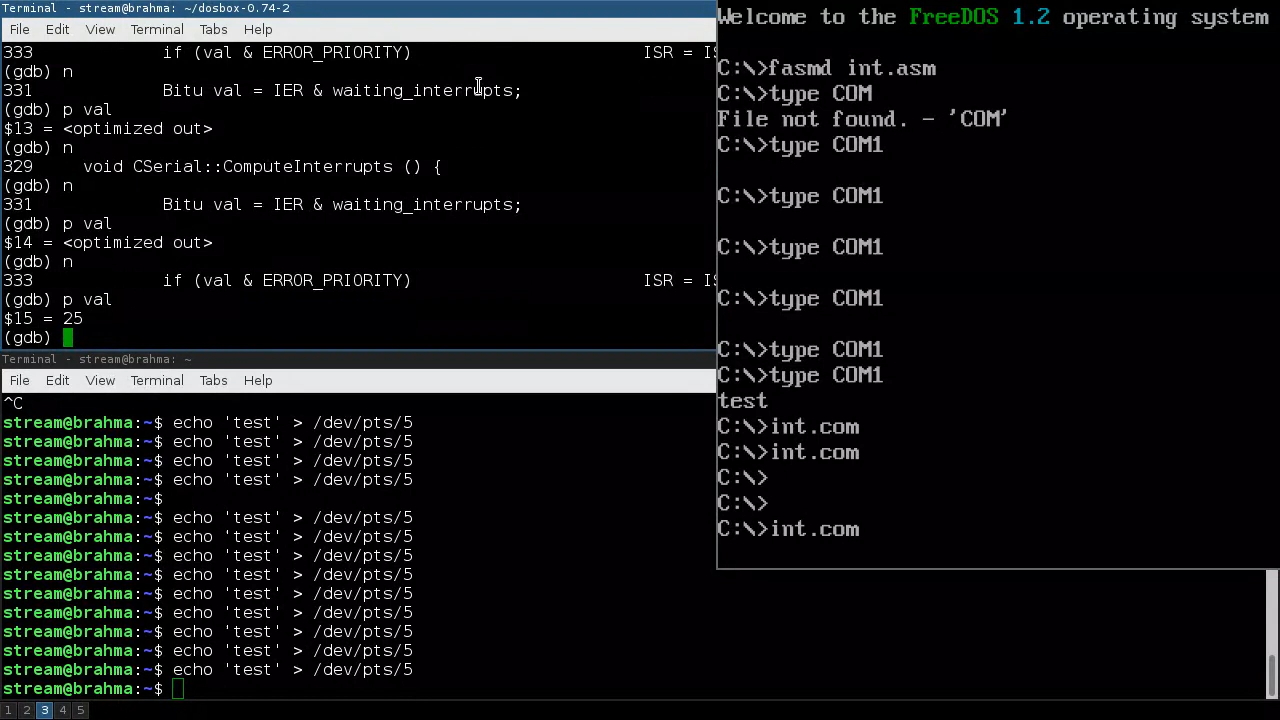 Terminal - stream@brahma: ~/dosbox-0.74-2
File Edit View Terminal Tabs Help
333             if (val & ERROR_PRIORITY)                            ISR = IS
(gdb) n
331             Bitu val = IER & waiting_interrupts;
(gdb) p val
$13 = <optimized out>
(gdb) n
329     void CSerial::ComputeInterrupts () {
(gdb) n
331             Bitu val = IER & waiting_interrupts;
(gdb) p val
$14 = <optimized out>
(gdb) n
333             if (val & ERROR_PRIORITY)                            ISR = IS
(gdb) p val
$15 = 25
(gdb)
Terminal - stream@brahma: ~
File Edit View Terminal Tabs Help
^C
stream@brahma:~$ echo 'test' > /dev/pts/5
stream@brahma:~$ echo 'test' > /dev/pts/5
stream@brahma:~$ echo 'test' > /dev/pts/5
stream@brahma:~$ echo 'test' > /dev/pts/5
stream@brahma:~$
stream@brahma:~$ echo 'test' > /dev/pts/5
stream@brahma:~$ echo 'test' > /dev/pts/5
stream@brahma:~$ echo 'test' > /dev/pts/5
stream@brahma:~$ echo 'test' > /dev/pts/5
stream@brahma:~$ echo 'test' > /dev/pts/5
stream@brahma:~$ echo 'test' > /dev/pts/5
stream@brahma:~$ echo 'test' > /dev/pts/5
stream@brahma:~$ echo 'test' > /dev/pts/5
stream@brahma:~$ echo 'test' > /dev/pts/5
stream@brahma:~$
Welcome to the FreeDOS 1.2 operating system
C:\>fasmd int.asm
C:\>type COM
File not found. - 'COM'
C:\>type COM1
C:\>type COM1
C:\>type COM1
C:\>type COM1
C:\>type COM1
C:\>type COM1
test
C:\>int.com
C:\>int.com
C:\>
C:\>
C:\>int.com
1 2 3 4 5